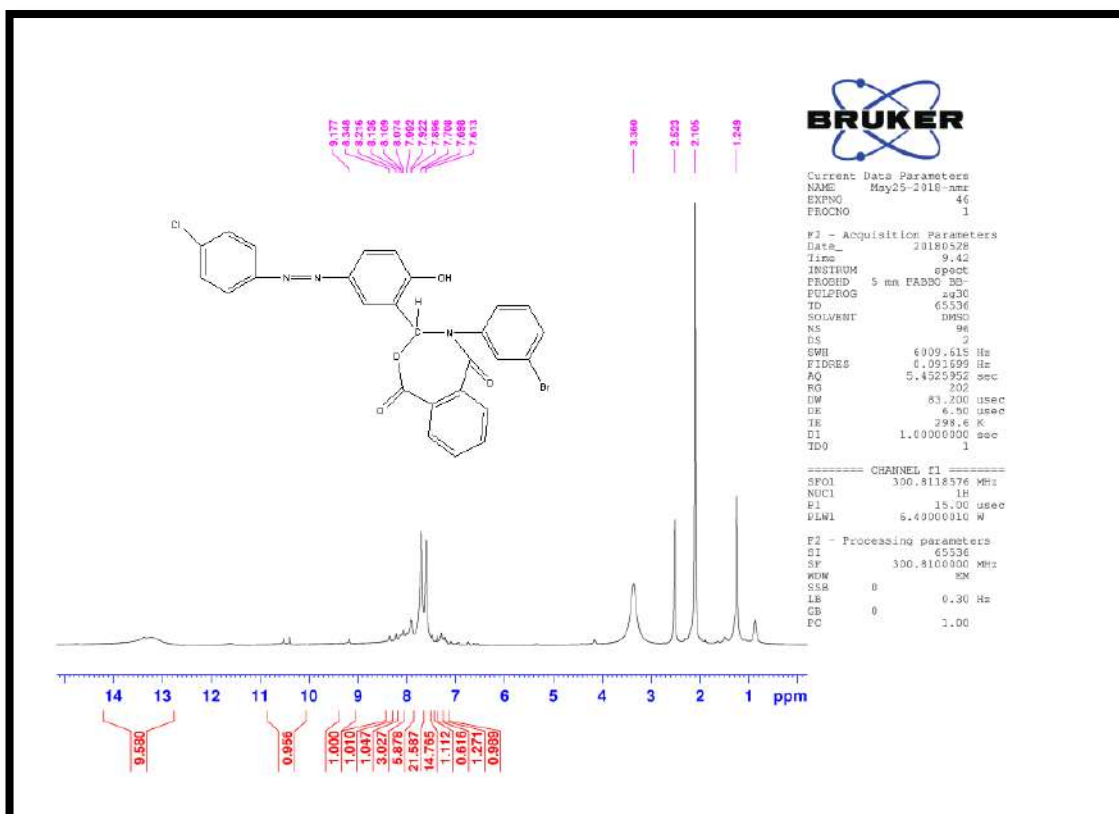 9.177
8.348
8.216
8.136
8.109
8.074
7.992
7.922
7.896
7.708
7.688
7.613
3.360
2.523
2.105
1.249
BRUKER
Current Data Parameters
NAME May25-2018-nmr
EXPNO 46
PROCNO 1
F2 - Acquisition Parameters
Date_ 20180528
Time 9.42
INSTRUM spect
PROBHD 5 mm PABBO BB-
PULPROG zg30
TD 65536
SOLVENT DMSO
NS 96
DS 2
SWH 6009.615 Hz
FIDRES 0.091699 Hz
AQ 5.4525952 sec
RG 202
DW 83.200 usec
DE 6.50 usec
TE 298.6 K
D1 1.00000000 sec
TD0 1
======== CHANNEL f1 ========
SFO1 300.8118576 MHz
NUC1 1H
P1 15.00 usec
PLW1 6.40000010 W
F2 - Processing parameters
SI 65536
SF 300.8100000 MHz
WDW EM
SSB 0
LB 0.30 Hz
GB 0
PC 1.00
Cl
N
N
OH
H
C
N
O
O
O
Br
14 13 12 11 10 9 8 7 6 5 4 3 2 1 ppm
9.580
0.956
1.000
1.010
1.047
3.027
5.878
21.587
14.765
1.112
0.616
1.271
0.989